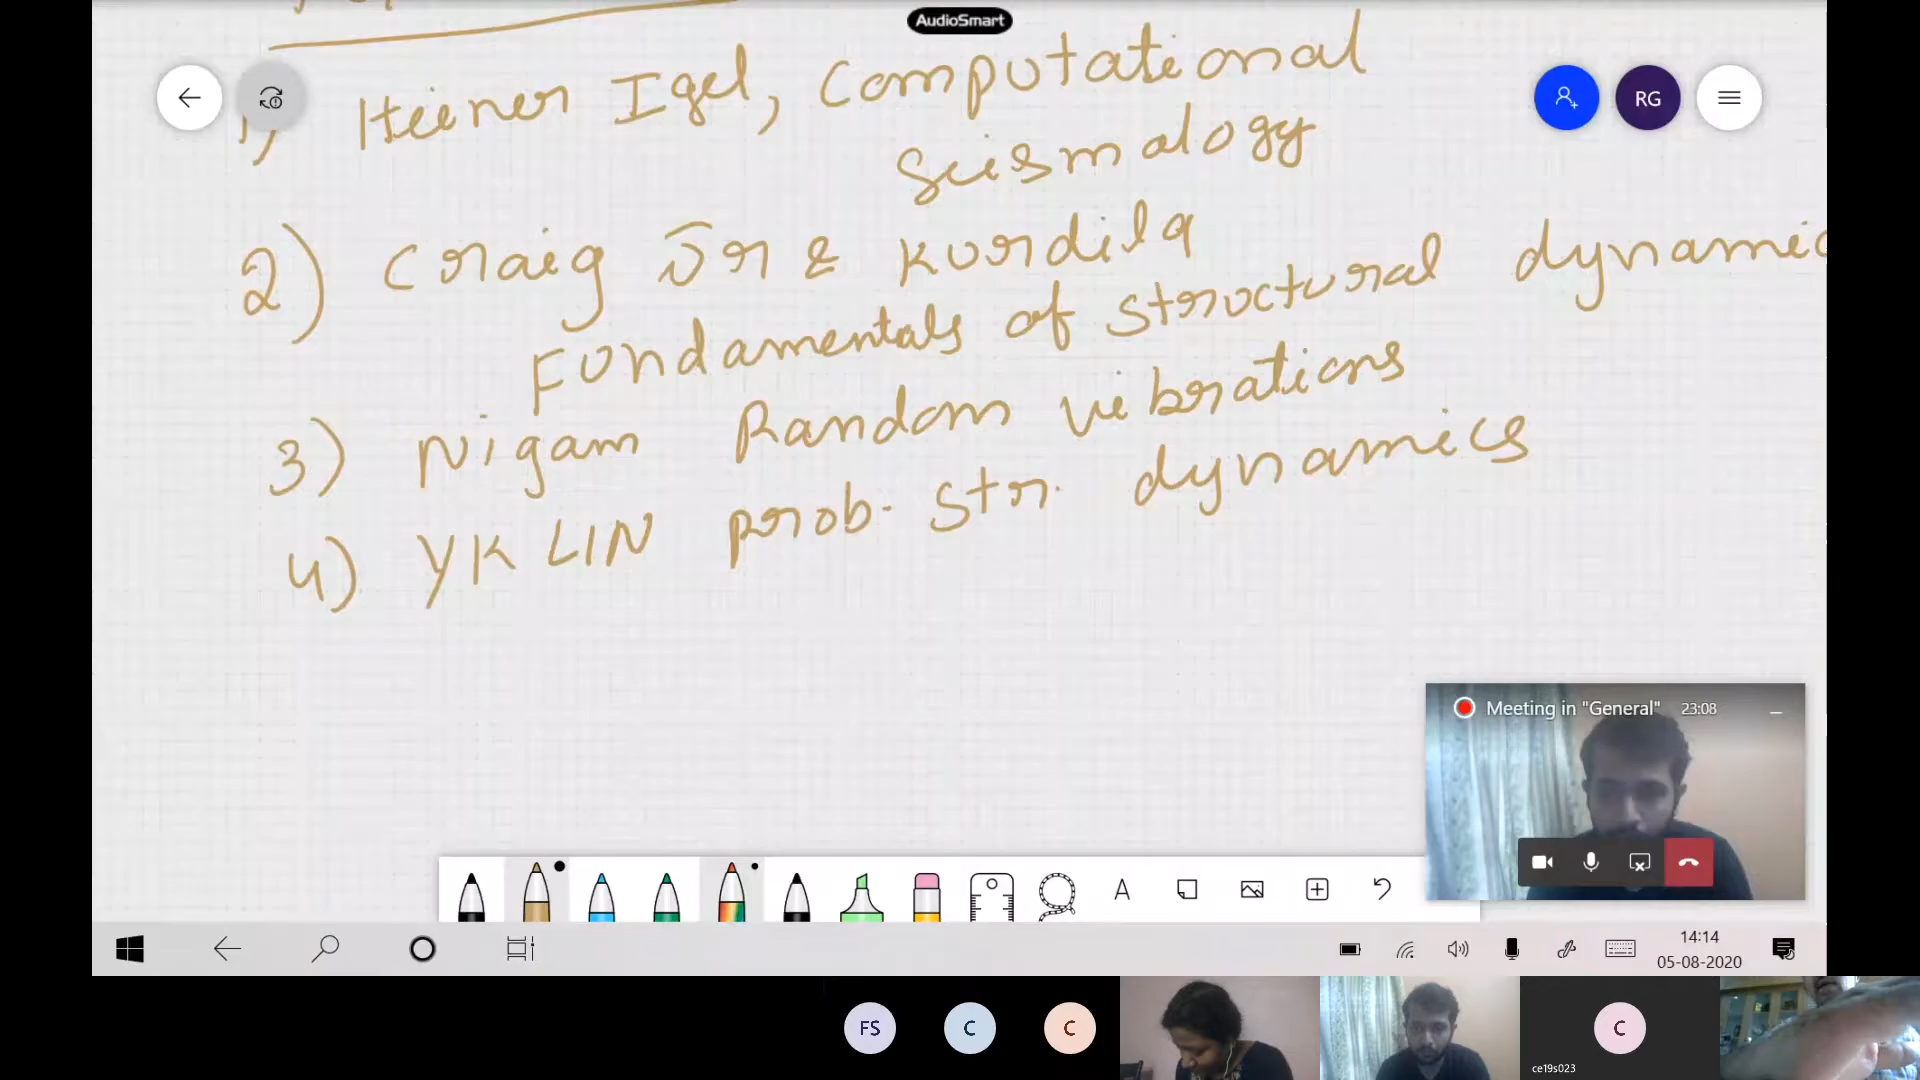 AudioSmart
1, Heiner Igel, Computational
Seismology
RG
2) Craig Jr & Kurdila
Fundamentals of structural dynamic
3) Nigam Random vibrations
4) YK LIN prob. Str. dynamics
Meeting in "General" 23:08
A
14:14
05-08-2020
FS C C C
ce19s023